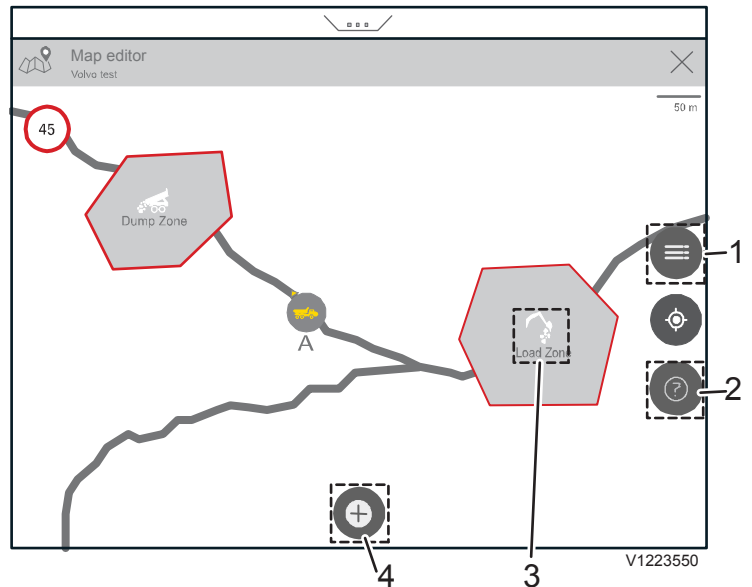 Map editor
Volvo test
50 m
45
Dump Zone
1
A
Load Zone
?
2
4
3
V1223550